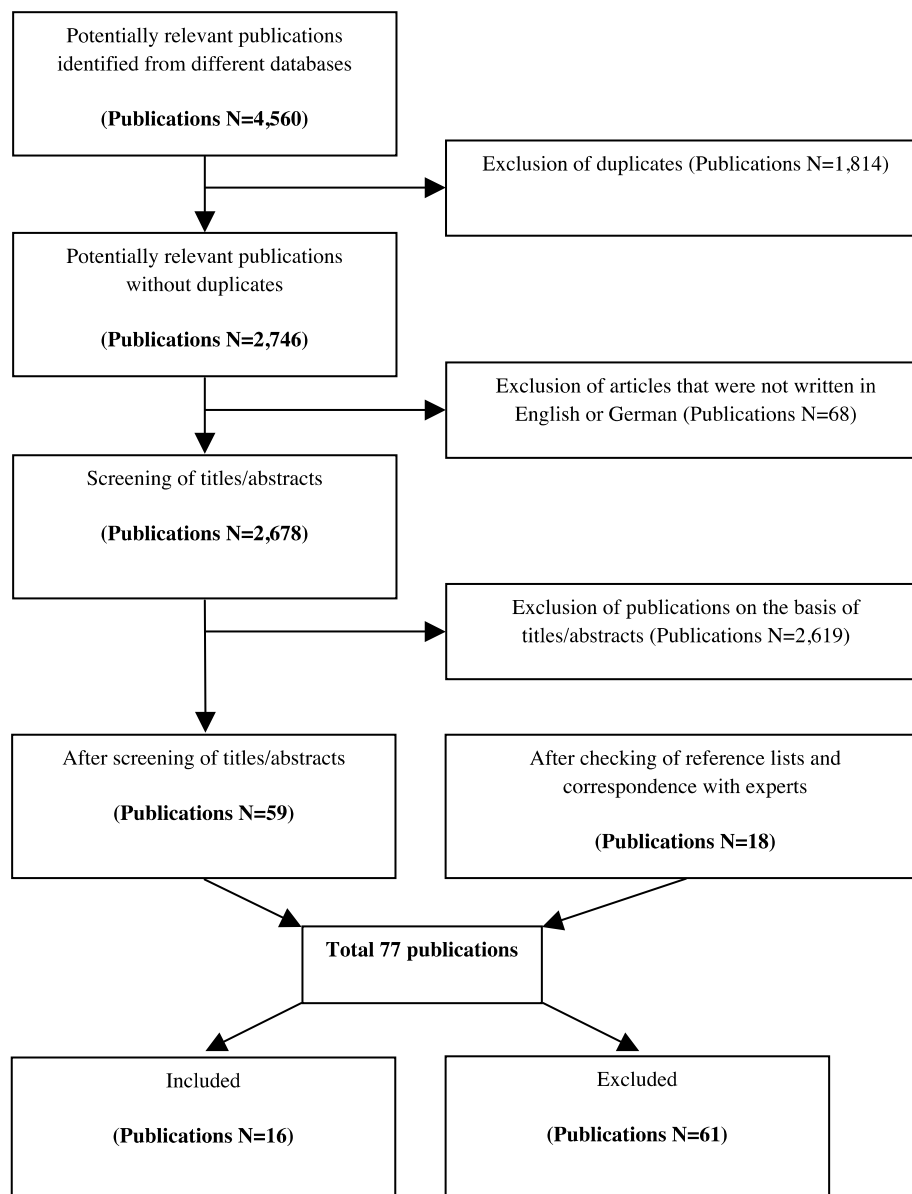 Potentially relevant publications
identified from different databases
(Publications N=4,560)
Exclusion of duplicates (Publications N=1,814)
Potentially relevant publications
without duplicates
(Publications N=2,746)
Exclusion of articles that were not written in
English or German (Publications N=68)
Screening of titles/abstracts
(Publications N=2,678)
Exclusion of publications on the basis of
titles/abstracts (Publications N=2,619)
After screening of titles/abstracts
(Publications N=59)
After checking of reference lists and
correspondence with experts
(Publications N=18)
Total 77 publications
Included
(Publications N=16)
Excluded
(Publications N=61)